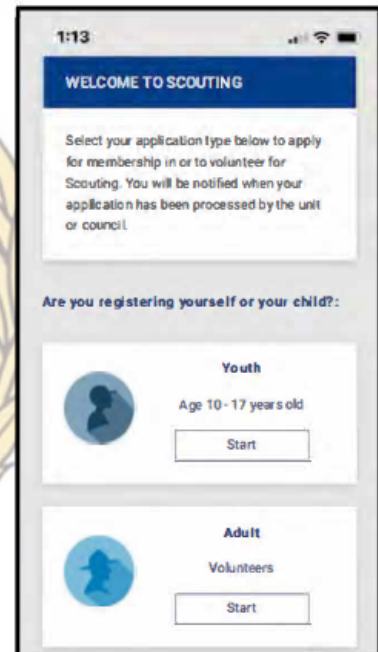 1:13
WELCOME TO SCOUTING
Select your application type below to apply
for membership in or to volunteer for
Scouting. You will be notified when your
application has been processed by the unit
or council.
Are you registering yourself or your child?:
Youth
Age 10 - 17 years old
Start
Adult
Volunteers
Start